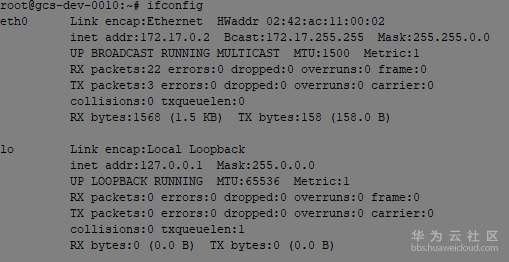 root@gcs-dev-0010:~# ifconfig
eth0      Link encap:Ethernet  HWaddr 02:42:ac:11:00:02
          inet addr:172.17.0.2  Bcast:172.17.255.255  Mask:255.255.0.0
          UP BROADCAST RUNNING MULTICAST  MTU:1500  Metric:1
          RX packets:22 errors:0 dropped:0 overruns:0 frame:0
          TX packets:3 errors:0 dropped:0 overruns:0 carrier:0
          collisions:0 txqueuelen:0
          RX bytes:1568 (1.5 KB)  TX bytes:158 (158.0 B)
lo        Link encap:Local Loopback
          inet addr:127.0.0.1  Mask:255.0.0.0
          UP LOOPBACK RUNNING  MTU:65536  Metric:1
          RX packets:0 errors:0 dropped:0 overruns:0 frame:0
          TX packets:0 errors:0 dropped:0 overruns:0 carrier:0
          collisions:0 txqueuelen:1
          RX bytes:0 (0.0 B)  TX bytes:0 (0.0 B)
华为云社区
bbs.huaweicloud.com